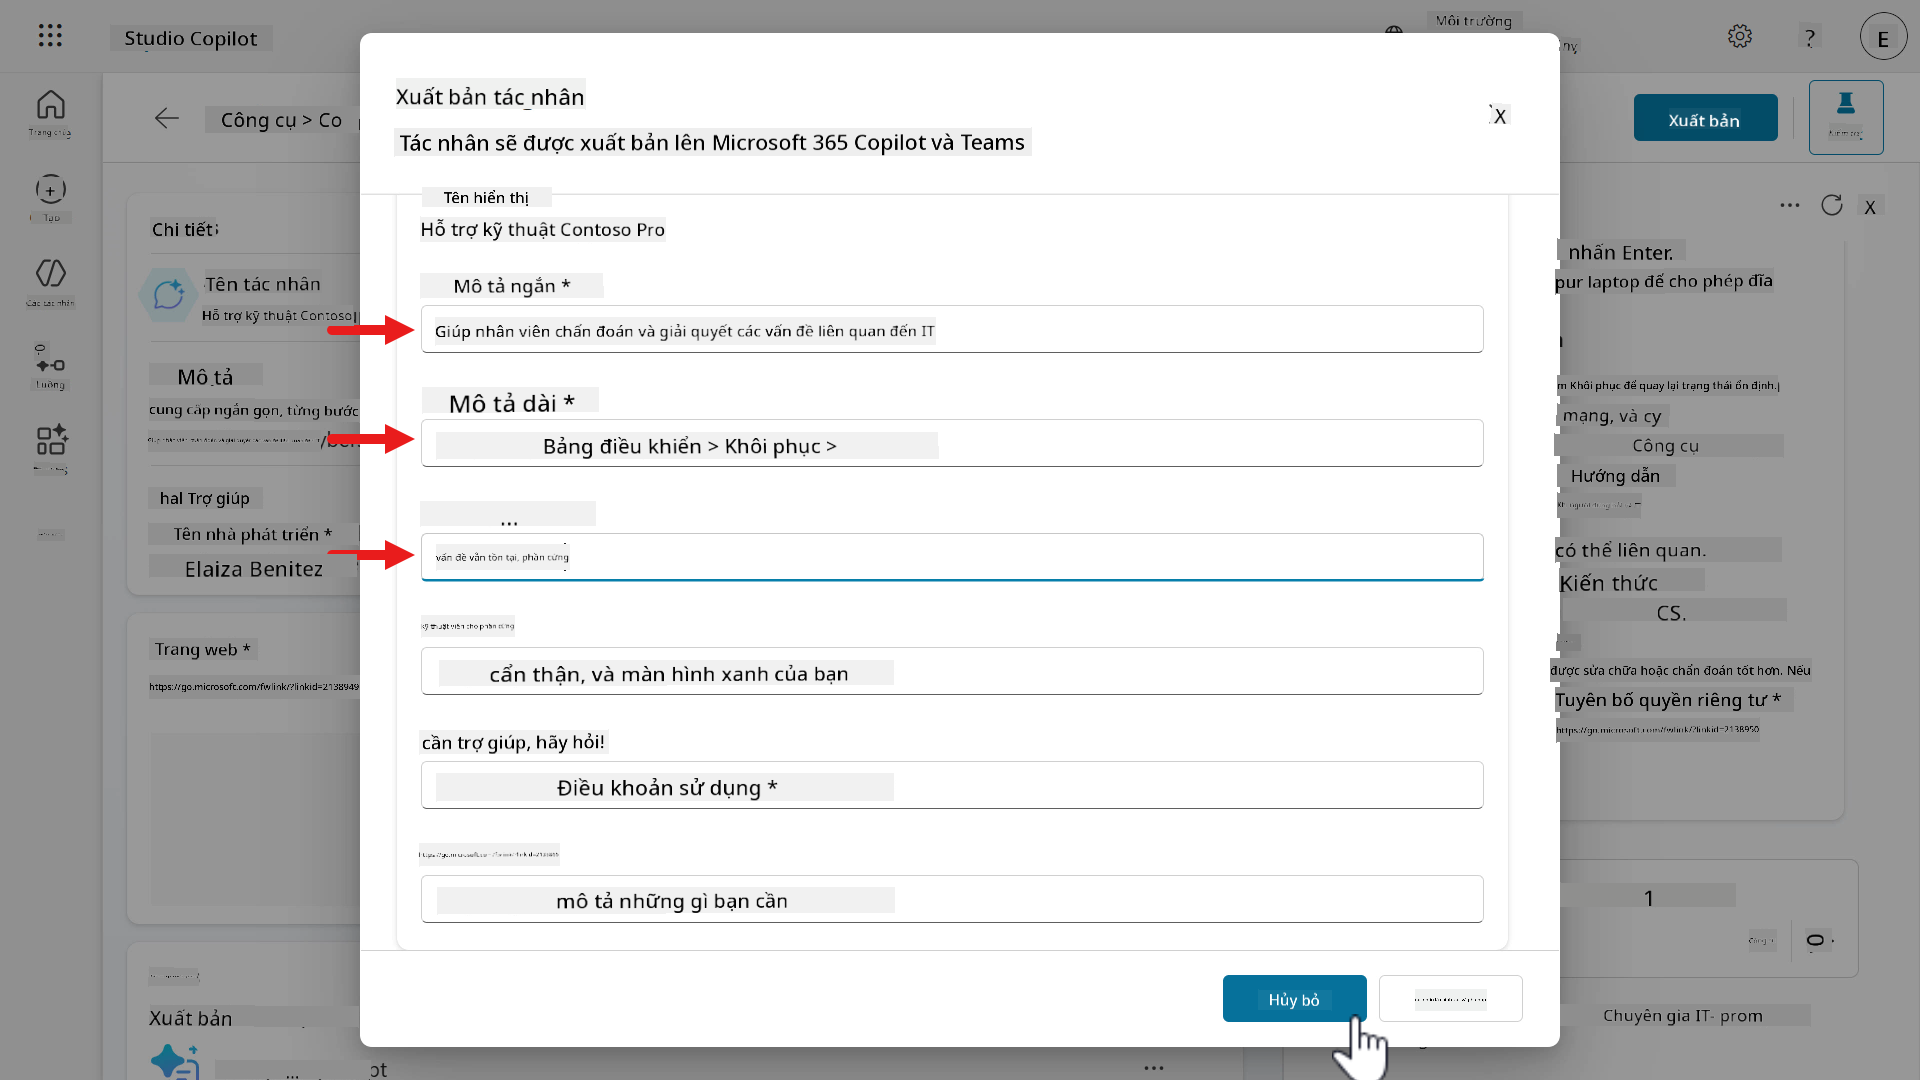 Studio Copilot
Môi trường
?
E
Công cụ > Co
Xuất bản
Trang chủ
Tạo
Các tác nhân
Luồng
Chi tiết
Tên tác nhân
Hỗ trợ kỹ thuật Contoso
Mô tả
cung cấp ngắn gọn, từng bước
hal Trợ giúp
Tên nhà phát triển *
Elaiza Benitez
Trang web *
https://go.microsoft.com/fwlink/?linkid=2138949
Xuất bản
Xuất bản tác nhân
X
Tác nhân sẽ được xuất bản lên Microsoft 365 Copilot và Teams
Tên hiển thị
Hỗ trợ kỹ thuật Contoso Pro
Mô tả ngắn *
Giúp nhân viên chẩn đoán và giải quyết các vấn đề liên quan đến IT
Mô tả dài *
Bảng điều khiển > Khôi phục >
...
vấn đề vẫn tồn tại, phần cứng
kỹ thuật viên cho phần cứng
cẩn thận, và màn hình xanh của bạn
cần trợ giúp, hãy hỏi!
Điều khoản sử dụng *
mô tả những gì bạn cần
Hủy bỏ
X
nhấn Enter.
pur laptop để cho phép đĩa
m Khôi phục để quay lại trạng thái ổn định.
mạng, và cy
Công cụ
Hướng dẫn
có thể liên quan.
Kiến thức
CS.
được sửa chữa hoặc chẩn đoán tốt hơn. Nếu
Tuyên bố quyền riêng tư *
https://go.microsoft.com/fwlink/?linkid=2138950
1
0
Chuyên gia IT- prom